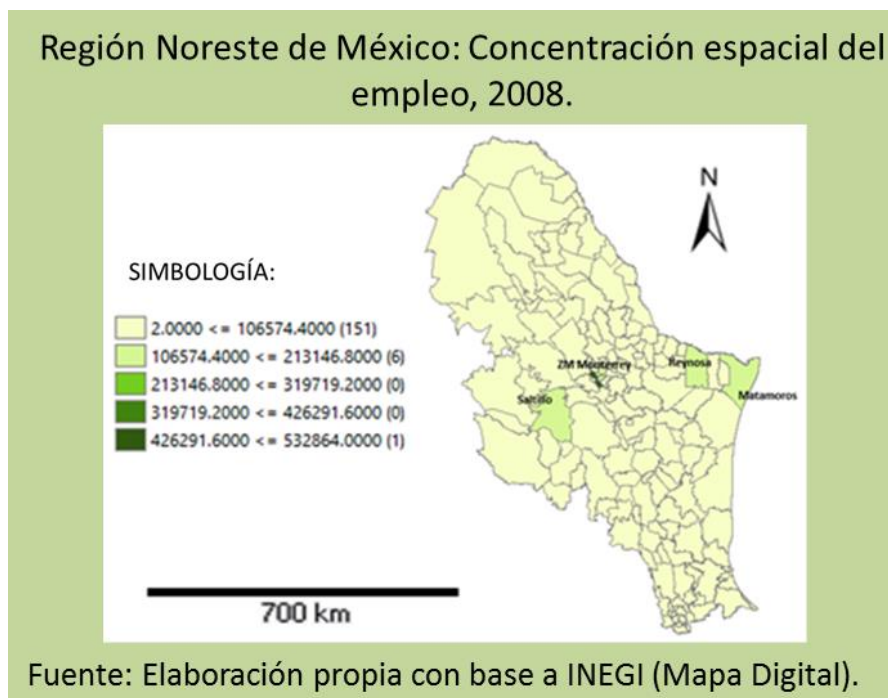 Región Noreste de México: Concentración espacial del
empleo, 2008.
N
SIMBOLOGÍA:
2.0000 <= 106574.4000 (151)
106574.4000 <= 213146.8000 (6)
213146.8000 <= 319719.2000 (0)
319719.2000 <= 426291.6000 (0)
426291.6000 <= 532864.0000 (1)
ZM Monterrey
Reynosa
Saltillo
Matamoros
700 km
Fuente: Elaboración propia con base a INEGI (Mapa Digital).